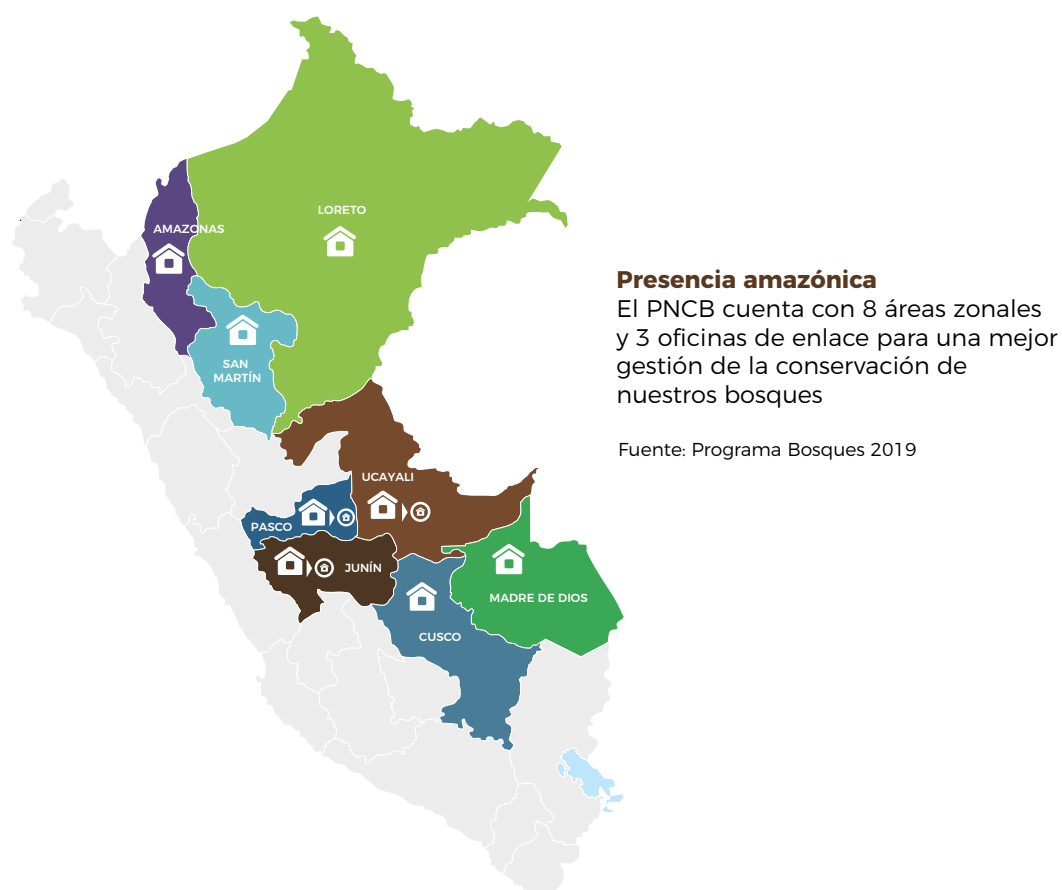 LORETO
AMAZONAS
Presencia amazónica
El PNCB cuenta con 8 áreas zonales
y 3 oficinas de enlace para una mejor
gestión de la conservación de
nuestros bosques
Fuente: Programa Bosques 2019
SAN
MARTÍN
UCAYALI
PASCO
JUNÍN
MADRE DE DIOS
CUSCO